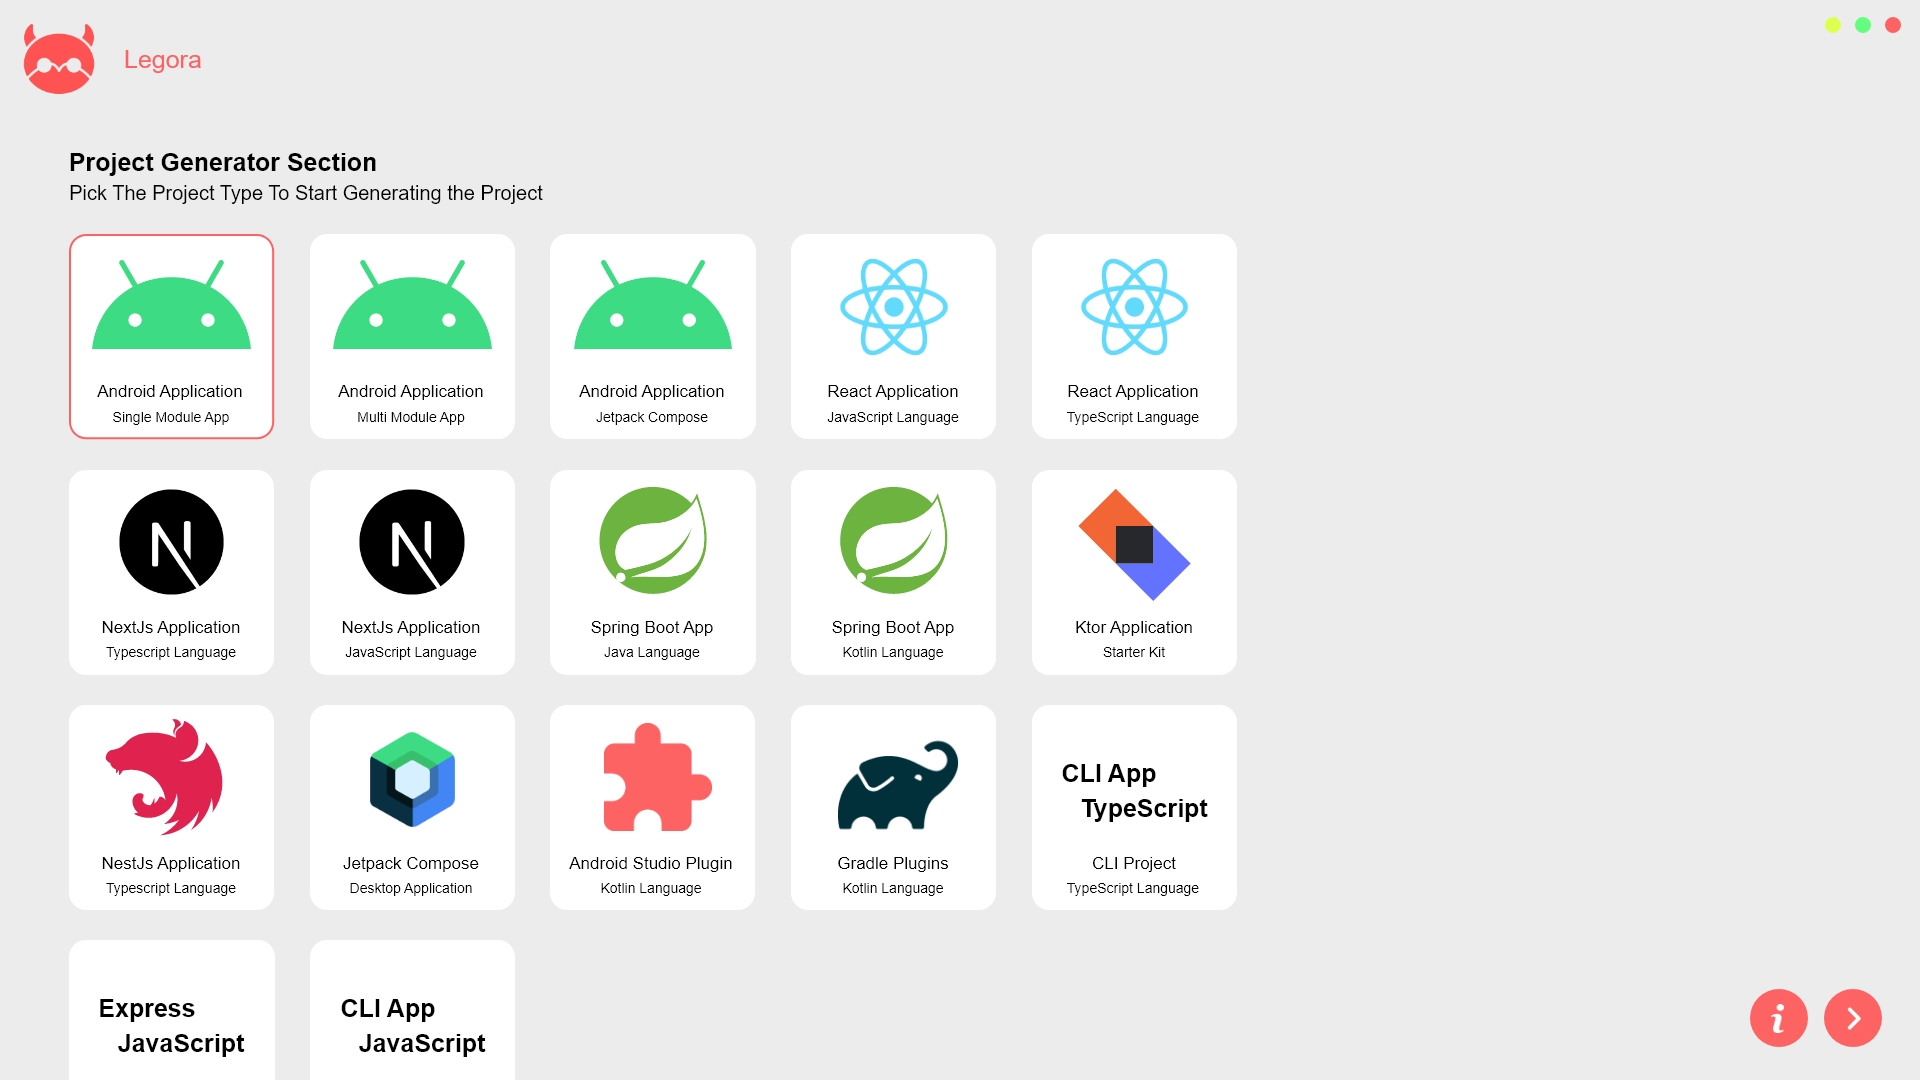 Legora
Project Generator Section
Pick The Project Type To Start Generating the Project
Android Application
Single Module App
Android Application
Multi Module App
Android Application
Jetpack Compose
React Application
JavaScript Language
React Application
TypeScript Language
NextJs Application
Typescript Language
NextJs Application
JavaScript Language
Spring Boot App
Java Language
Spring Boot App
Kotlin Language
Ktor Application
Starter Kit
NestJs Application
Typescript Language
Jetpack Compose
Desktop Application
Android Studio Plugin
Kotlin Language
Gradle Plugins
Kotlin Language
CLI App
TypeScript
CLI Project
TypeScript Language
Express
JavaScript
CLI App
JavaScript